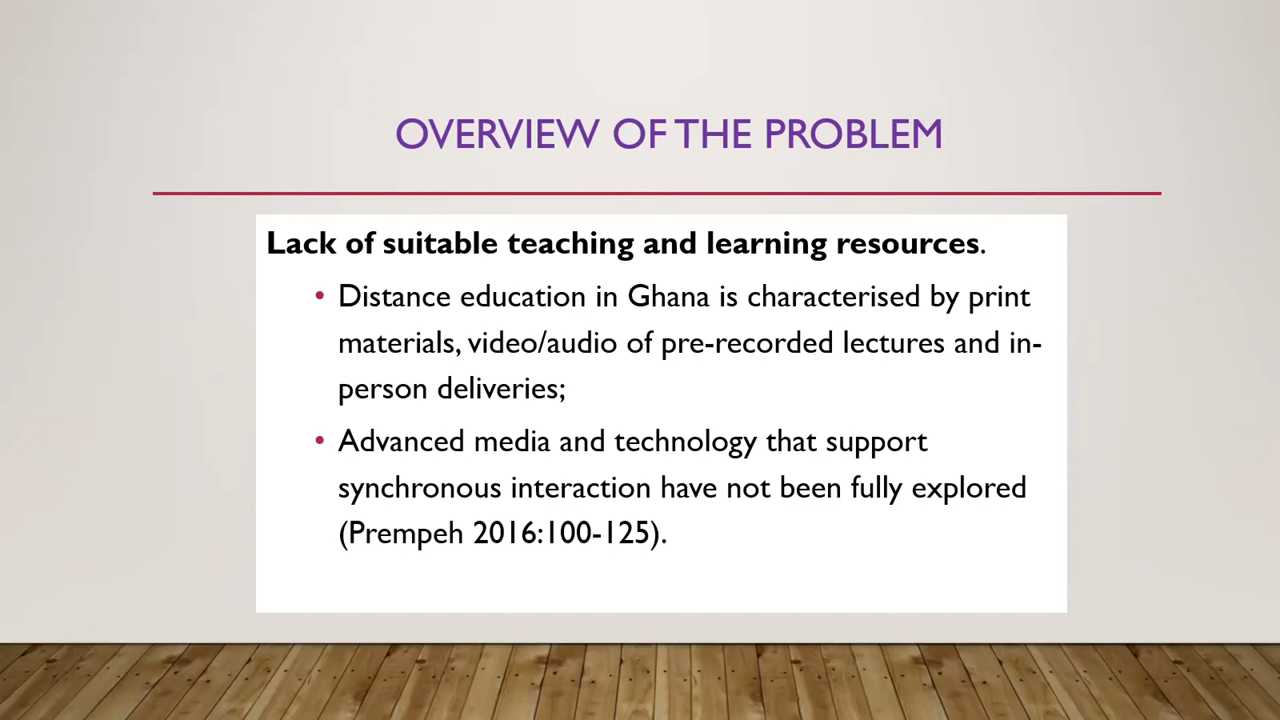 OVERVIEW OF THE PROBLEM
Lack of suitable teaching and learning resources.
• Distance education in Ghana is characterised by print
materials, video/audio of pre-recorded lectures and in-
person deliveries;
• Advanced media and technology that support
synchronous interaction have not been fully explored
(Prempeh 2016:100-125).